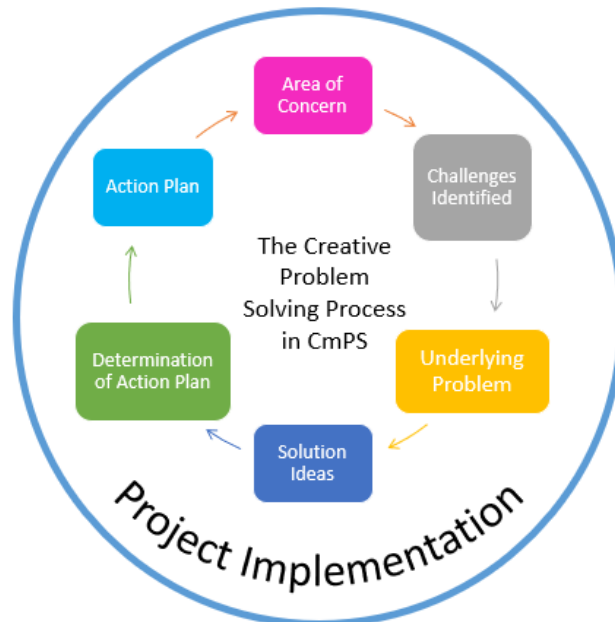 Area of
Concern
Challenges
Identified
Underlying
Problem
Solution
Ideas
Determination
of Action Plan
Action Plan
The Creative
Problem
Solving Process
in CmPS
Project Implementation